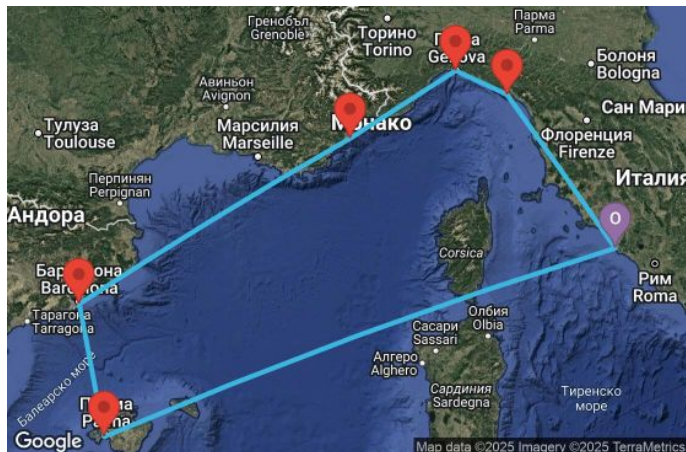 Гренобъл
Grenoble
Торино
Torino
Парма
Parma
Genova
Болоня
Bologna
Авиньон
Avignon
Сан Мари
Тулуза
Toulouse
Марсилия
Marseille
Монако
Флоренция
Firenze
Перпинян
Perpignan
Италия
Андора
O
Corsica
Рим
Roma
Барселона
Barcelona
Тарагона
Tarragona
Олбия
Olbia
Сасари
Sassari
Алгеро
Alghero
Балеарско море
Сардиния
Sardegna
Тиренско
море
Палма
Palma
Google
Map data ©2025 Imagery ©2025 TerraMetrics